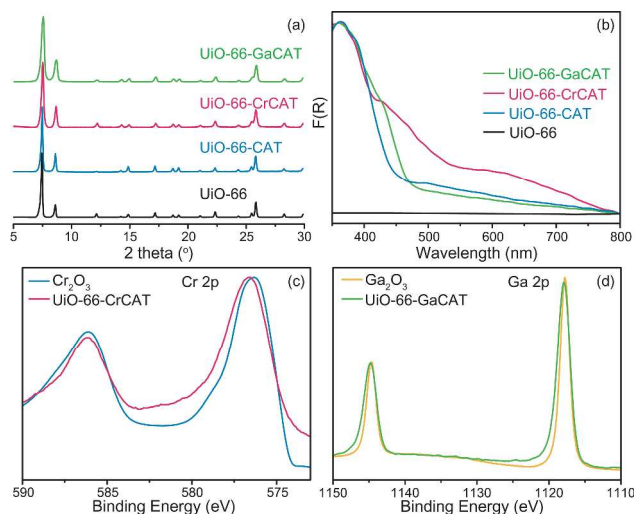 (a)
UiO-66-GaCAT
UiO-66-CrCAT
UiO-66-CAT
UiO-66
5 10 15 20 25 30
2 theta (°)
(b)
F(R)
UiO-66-GaCAT
UiO-66-CrCAT
UiO-66-CAT
UiO-66
400 500 600 700 800
Wavelength (nm)
Cr2O3
UiO-66-CrCAT
Cr 2p
(c)
590 585 580 575
Binding Energy (eV)
Ga2O3
UiO-66-GaCAT
Ga 2p
(d)
1150 1140 1130 1120 1110
Binding Energy (eV)